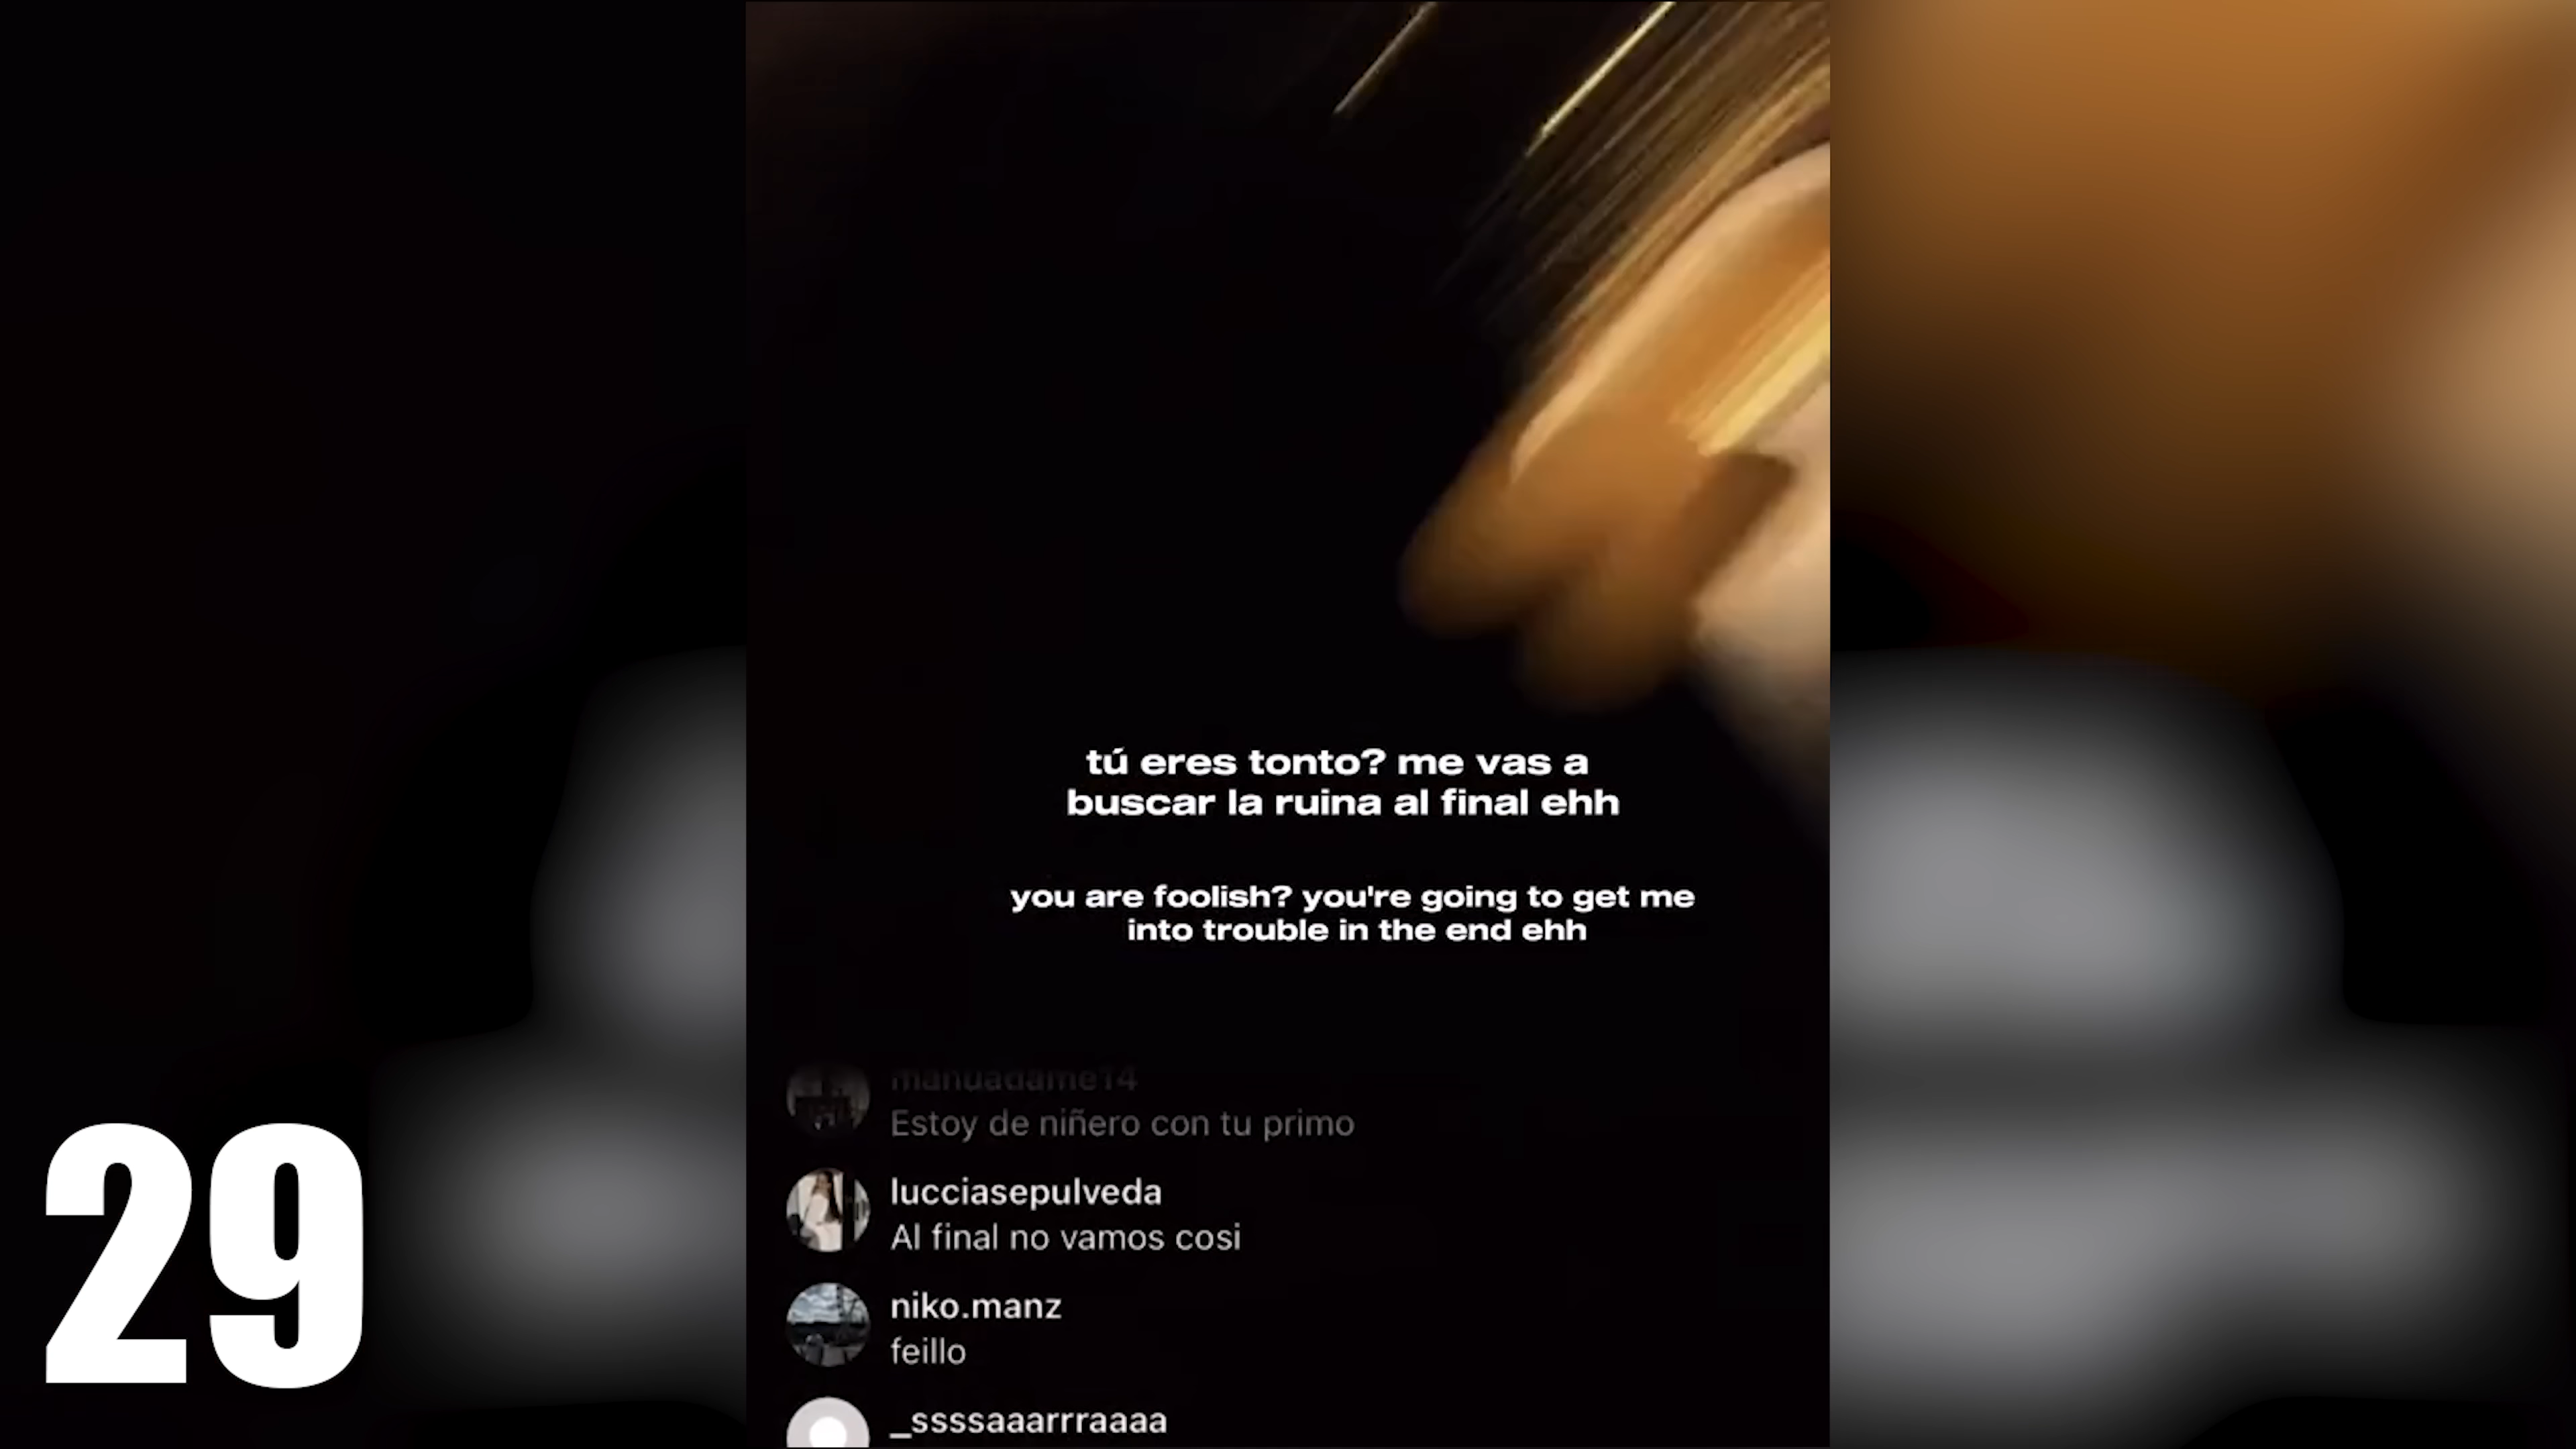 tú eres tonto? me vas a
buscar la ruina al final ehh
you are foolish? you're going to get me
into trouble in the end ehh
manuadame14
Estoy de niñero con tu primo
lucciasepulveda
Al final no vamos cosi
niko.manz
feillo
_ssssaaarrraaaa
29